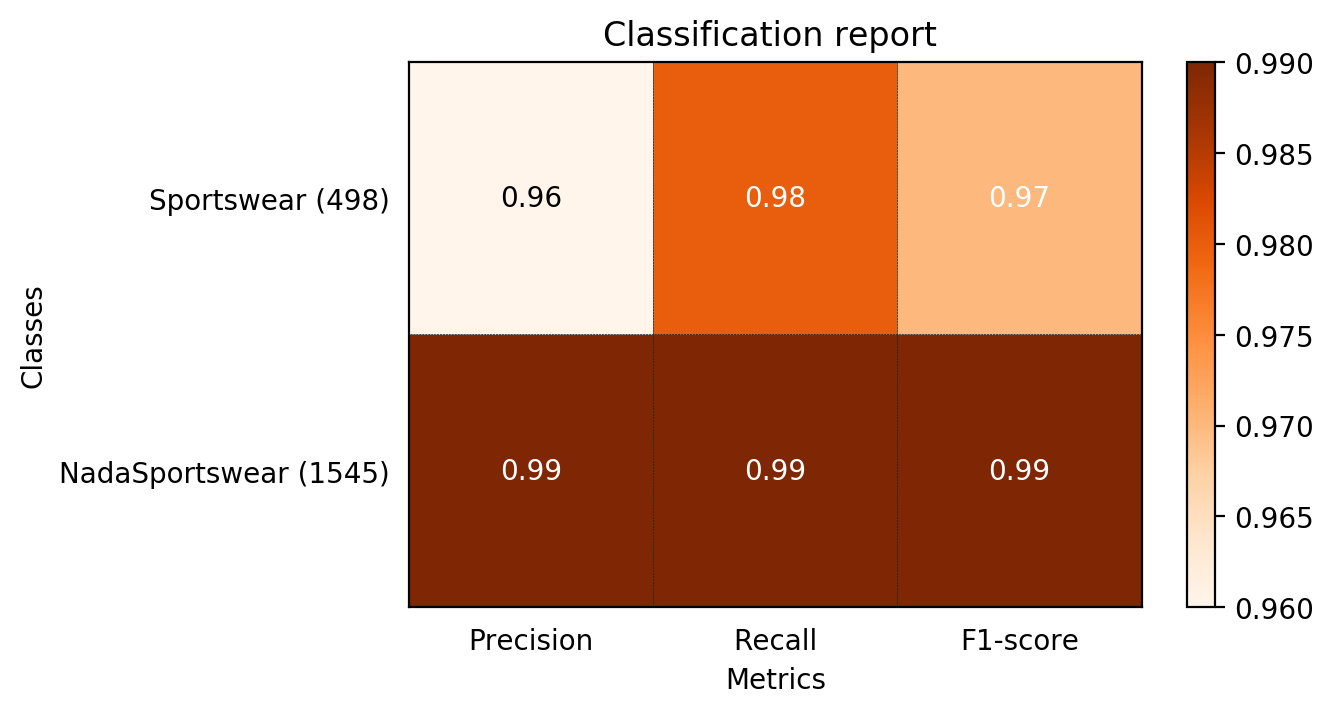 Classification report
0.990
0.985
0.980
0.975
0.970
0.965
0.960
Classes
Sportswear (498) 0.96 0.98 0.97
NadaSportswear (1545) 0.99 0.99 0.99
Precision Recall F1-score
Metrics